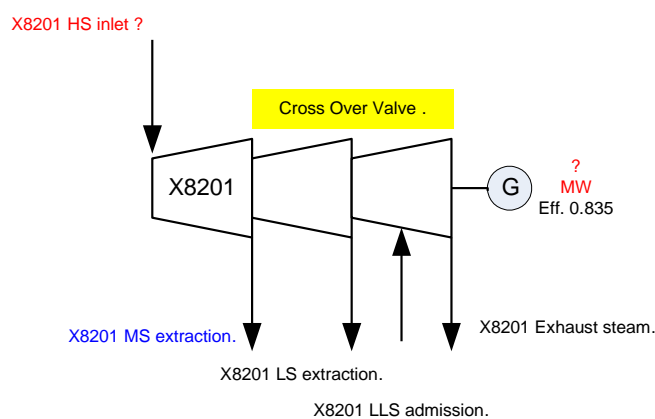 X8201 HS inlet ?
Cross Over Valve .
X8201
G
?
MW
Eff. 0.835
X8201 MS extraction.
X8201 Exhaust steam.
X8201 LS extraction.
X8201 LLS admission.